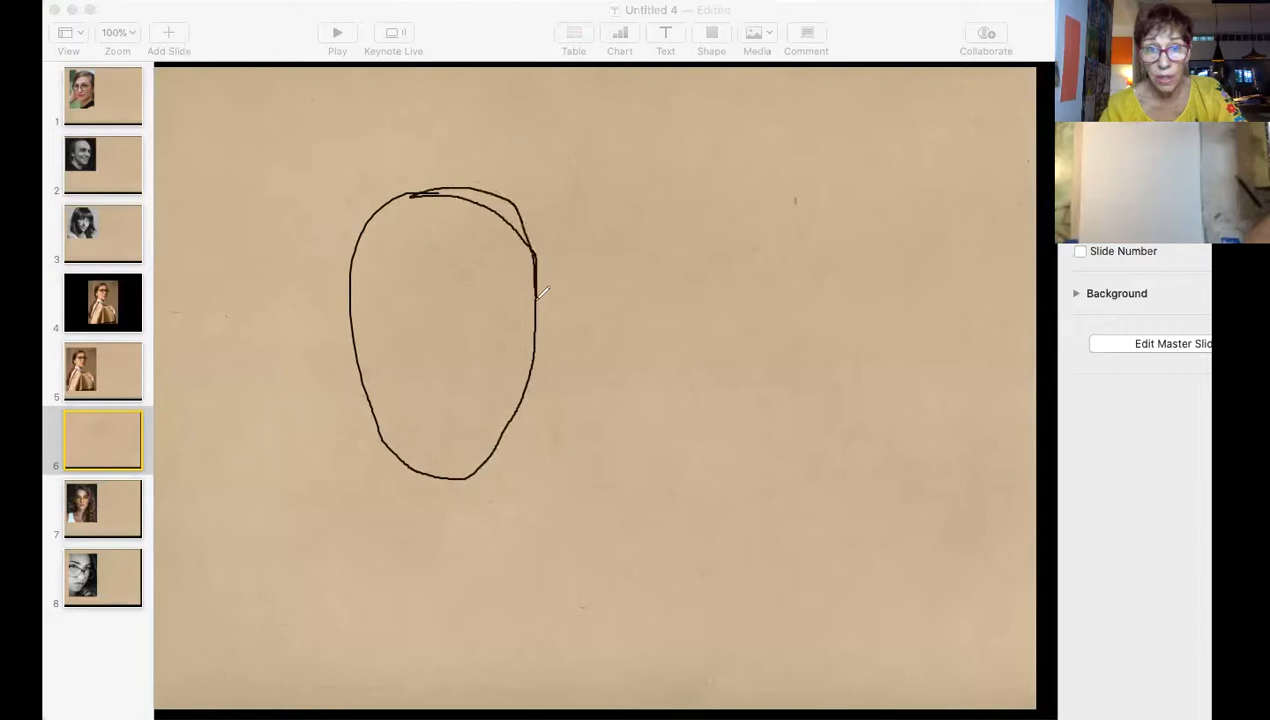 Untitled 4 — Edited
100%
View
Zoom
Add Slide
Play
Keynote Live
Table
Chart
Text
Shape
Media
Comment
Collaborate
1
2
3
4
5
6
7
8
Slide Number
Background
Edit Master Slid